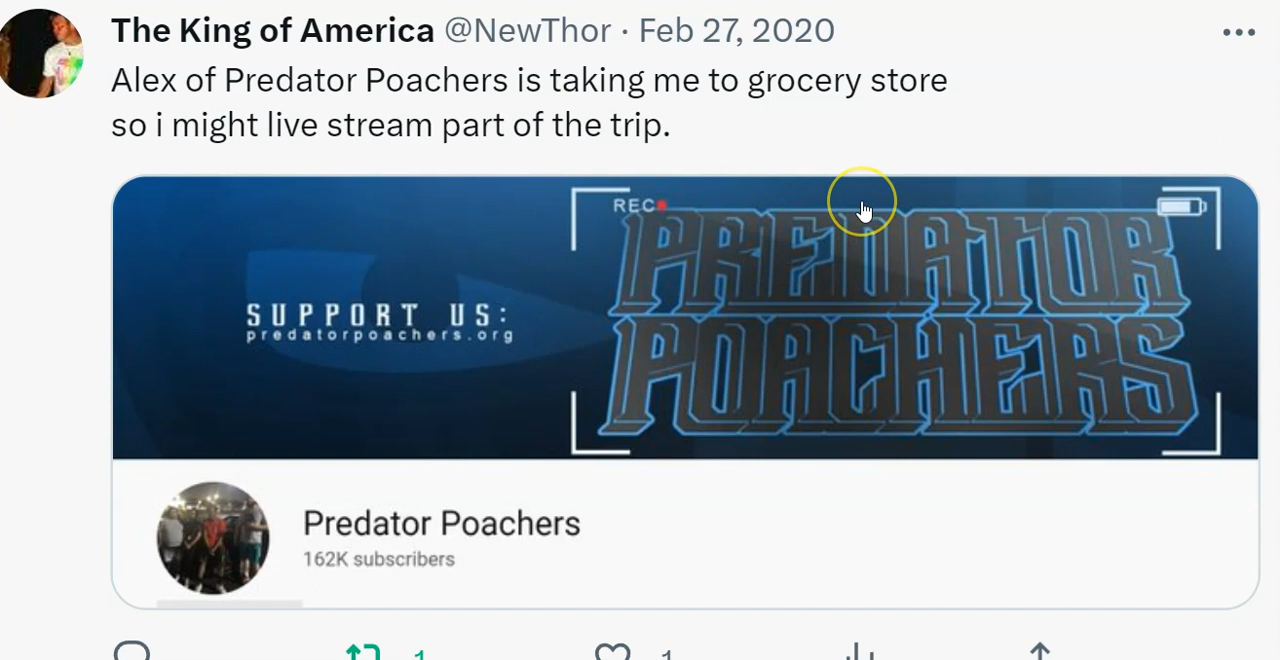 The King of America @NewThor · Feb 27, 2020
Alex of Predator Poachers is taking me to grocery store
so i might live stream part of the trip.
REC
PREDATOR
POACHERS
SUPPORT US:
predatorpoachers.org
Predator Poachers
162K subscribers
1 1